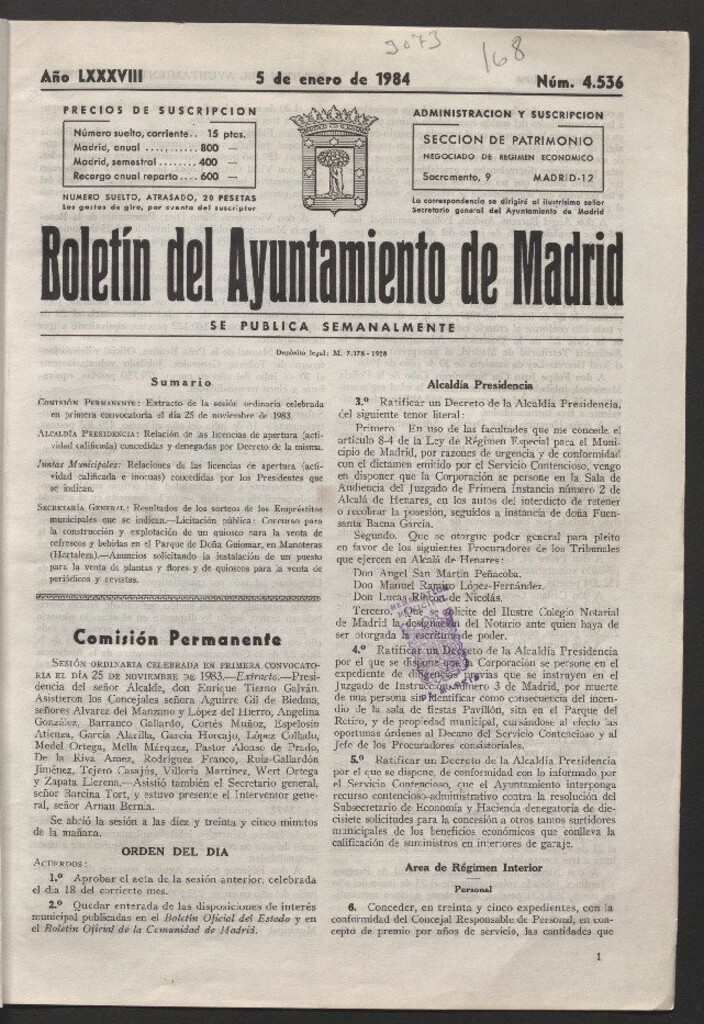 3073 168
Año LXXXVIII 5 de enero de 1984 Núm. 4.536
PRECIOS DE SUSCRIPCION
Número suelto, corriente.. 15 ptas.
Madrid, anual .......... 800 —
Madrid, semestral ........ 400 —
Recargo anual reparto.... 600 —
NUMERO SUELTO, ATRASADO, 20 PESETAS
Los gastos de giro, por cuenta del suscriptor
ADMINISTRACION Y SUSCRIPCION
SECCION DE PATRIMONIO
NEGOCIADO DE REGIMEN ECONOMICO
Sacramento, 9 MADRID-12
La correspondencia se dirigirá al ilustrísimo señor
Secretario general del Ayuntamiento de Madrid
Boletín del Ayuntamiento de Madrid
SE PUBLICA SEMANALMENTE
Depósito legal: M. 7.178 - 1958
Sumario
COMISIÓN PERMANENTE: Extracto de la sesión ordinaria celebrada
en primera convocatoria el día 25 de noviembre de 1983.
ALCALDÍA PRESIDENCIA: Relación de las licencias de apertura (acti-
vidad calificada) concedidas y denegadas por Decreto de la misma.
Juntas Municipales: Relaciones de las licencias de apertura (acti-
vidad calificada e inocuas) concedidas por los Presidentes que
se indican.
SECRETARÍA GENERAL: Resultados de los sorteos de los Empréstitos
municipales que se indican.—Licitación pública: Concurso para
la construcción y explotación de un quiosco para la venta de
refrescos y bebidas en el Parque de Doña Guiomar, en Manoteras
(Hortaleza).—Anuncios solicitando la instalación de un puesto
para la venta de plantas y flores y de quioscos para la venta de
periódicos y revistas.
Comisión Permanente
SESIÓN ORDINARIA CELEBRADA EN PRIMERA CONVOCATO-
RIA EL DÍA 25 DE NOVIEMBRE DE 1983.—Extracto.—Presi-
dencia del señor Alcalde, don Enrique Tierno Galván.
Asistieron los Concejales señora Aguirre Gil de Biedma,
señores Alvarez del Manzano y López del Hierro, Angelina
González, Barranco Gallardo, Cortés Muñoz, Espelosín
Atienza, García Alarilla, García Horcajo, López Collado,
Medel Ortega, Mella Márquez, Pastor Alonso de Prado,
De la Riva Amez, Rodríguez Franco, Ruiz-Gallardón
Jiménez, Tejero Casajús, Villoria Martínez, Wert Ortega
y Zapata Llerena.—Asistió también el Secretario general,
señor Barcina Tort, y estuvo presente el Interventor gene-
ral, señor Arnau Bernia.
Se abrió la sesión a las diez y treinta y cinco minutos
de la mañana.
ORDEN DEL DIA
ACUERDOS:
1.º Aprobar el acta de la sesión anterior, celebrada
el día 18 del corriente mes.
2.º Quedar enterada de las disposiciones de interés
municipal publicadas en el Boletín Oficial del Estado y en
el Boletín Oficial de la Comunidad de Madrid.
Alcaldía Presidencia
3.º Ratificar un Decreto de la Alcaldía Presidencia,
del siguiente tenor literal:
Primero. En uso de las facultades que me concede el
artículo 8-4 de la Ley de Régimen Especial para el Muni-
cipio de Madrid, por razones de urgencia y de conformidad
con el dictamen emitido por el Servicio Contencioso, vengo
en disponer que la Corporación se persone en la Sala de
Audiencia del Juzgado de Primera Instancia número 2 de
Alcalá de Henares, en los autos del interdicto de retener
o recobrar la posesión, seguidos a instancia de doña Fuen-
santa Baena García.
Segundo. Que se otorgue poder general para pleito
en favor de los siguientes Procuradores de los Tribunales
que ejercen en Alcalá de Henares:
Don Angel San Martín Peñacoba.
Don Manuel Ramiro López-Fernández.
Don Lucas Rincón de Nicolás.
Tercero. Que se solicite del Ilustre Colegio Notarial
de Madrid la designación del Notario ante quien haya de
ser otorgada la escritura de poder.
4.º Ratificar un Decreto de la Alcaldía Presidencia
por el que se dispone que la Corporación se persone en el
expediente de diligencias previas que se instruyen en el
Juzgado de Instrucción número 3 de Madrid, por muerte
de una persona sin identificar como consecuencia del incen-
dio de la sala de fiestas Pavillón, sita en el Parque del
Retiro, y de propiedad municipal, cursándose al efecto las
oportunas órdenes al Decano del Servicio Contencioso y al
Jefe de los Procuradores consistoriales.
5.º Ratificar un Decreto de la Alcaldía Presidencia
por el que se dispone, de conformidad con lo informado por
el Servicio Contencioso, que el Ayuntamiento interponga
recurso contencioso-administrativo contra la resolución del
Subsecretario de Economía y Hacienda denegatoria de die-
cisiete solicitudes para la concesión a otros tantos surtidores
municipales de los beneficios económicos que conlleva la
calificación de suministros en interiores de garaje.
Area de Régimen Interior
Personal
6. Conceder, en treinta y cinco expedientes, con la
conformidad del Concejal Responsable de Personal, en con-
cepto de premio por años de servicio, las cantidades que
1